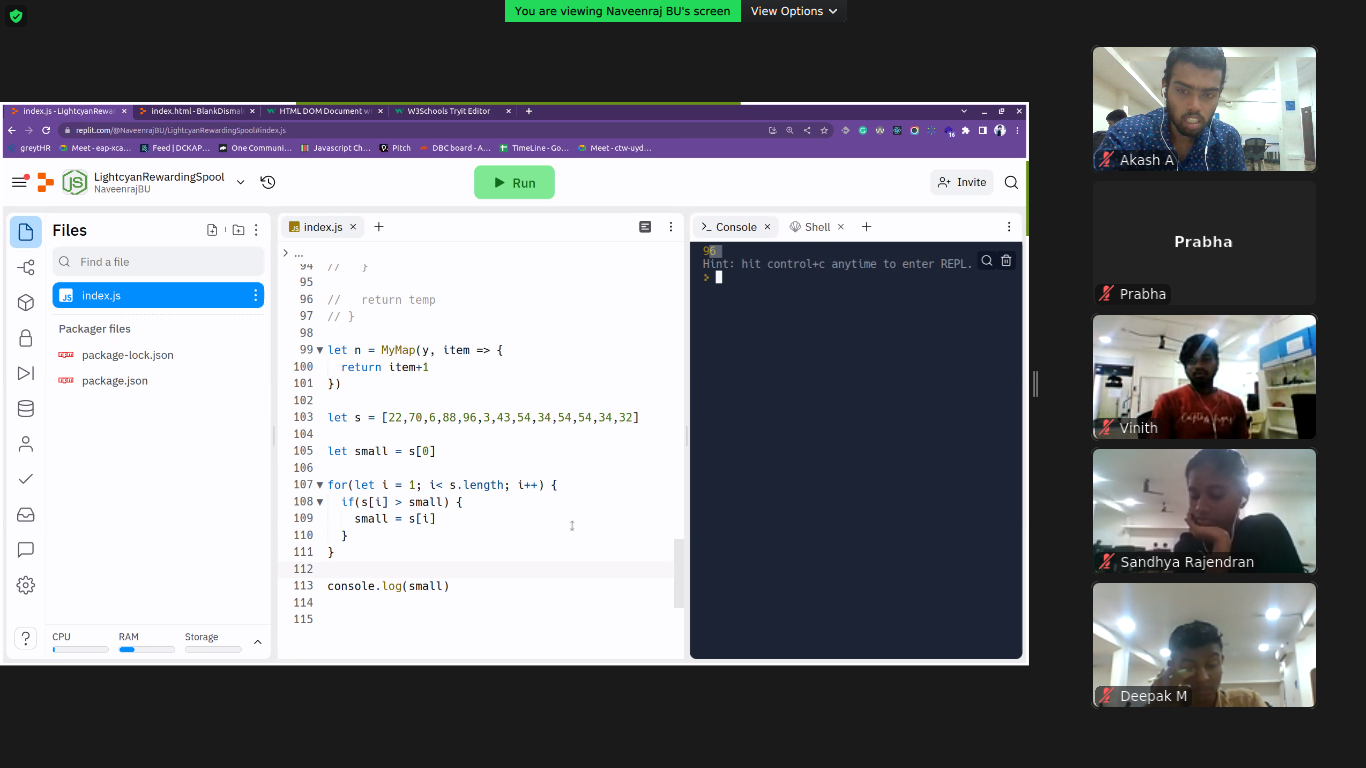 You are viewing Naveenraj BU's screen
View Options
index.js - LightcyanRewa
index.html - BlankDismal
HTML DOM Document w
W3Schools Tryit Editor
replit.com/@NaveenrajBU/LightcyanRewardingSpool#index.js
greytHR
Meet - eap-xca...
Feed | DCKAP...
One Communi...
Javascript Ch...
Pitch
DBC board - A...
TimeLine - Go...
Meet - ctw-uyd...
LightcyanRewardingSpool
NaveenrajBU
Run
Invite
Files
Find a file
index.js
Packager files
package-lock.json
package.json
CPU
RAM
Storage
index.js
...
94 //   }
95
96 //   return temp
97 // }
98
99 let n = MyMap(y, item => {
100   return item+1
101 })
102
103 let s = [22,70,6,88,96,3,43,54,34,54,54,34,32]
104
105 let small = s[0]
106
107 for(let i = 1; i< s.length; i++) {
108   if(s[i] > small) {
109     small = s[i]
110   }
111 }
112
113 console.log(small)
114
115
Console
Shell
96
Hint: hit control+c anytime to enter REPL.
Akash A
Prabha
Prabha
Vinith
Sandhya Rajendran
Deepak M